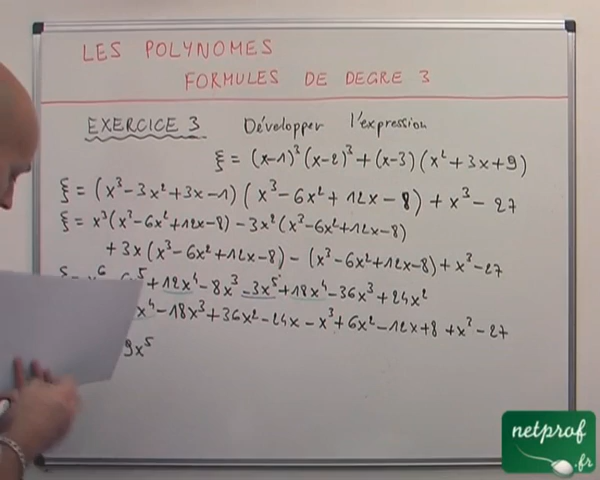 LES POLYNOMES
FORMULES DE DEGRE 3
EXERCICE 3 Développer l'expression
ξ = (x-1)³(x-2)³+(x-3)(x²+3x+9)
ξ = (x³-3x²+3x-1)(x³-6x²+12x-8)+x³-27
ξ = x³(x³-6x²+12x-8)-3x²(x³-6x²+12x-8)
+3x(x³-6x²+12x-8)-(x³-6x²+12x-8)+x³-27
+12x⁴-8x³-3x⁵+18x⁴-36x³+24x²
x⁴-18x³+36x²-24x-x³+6x²-12x+8+x³-27
9x⁵
netprof
.fr